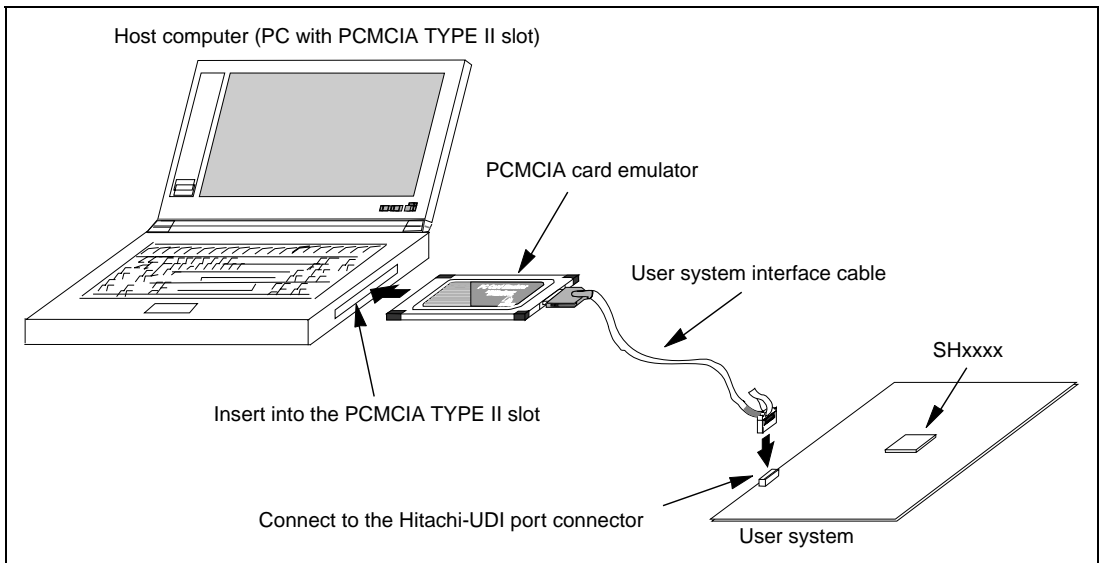 Host computer (PC with PCMCIA TYPE II slot)
PCMCIA card emulator
User system interface cable
SHxxxx
Insert into the PCMCIA TYPE II slot
Connect to the Hitachi-UDI port connector
User system